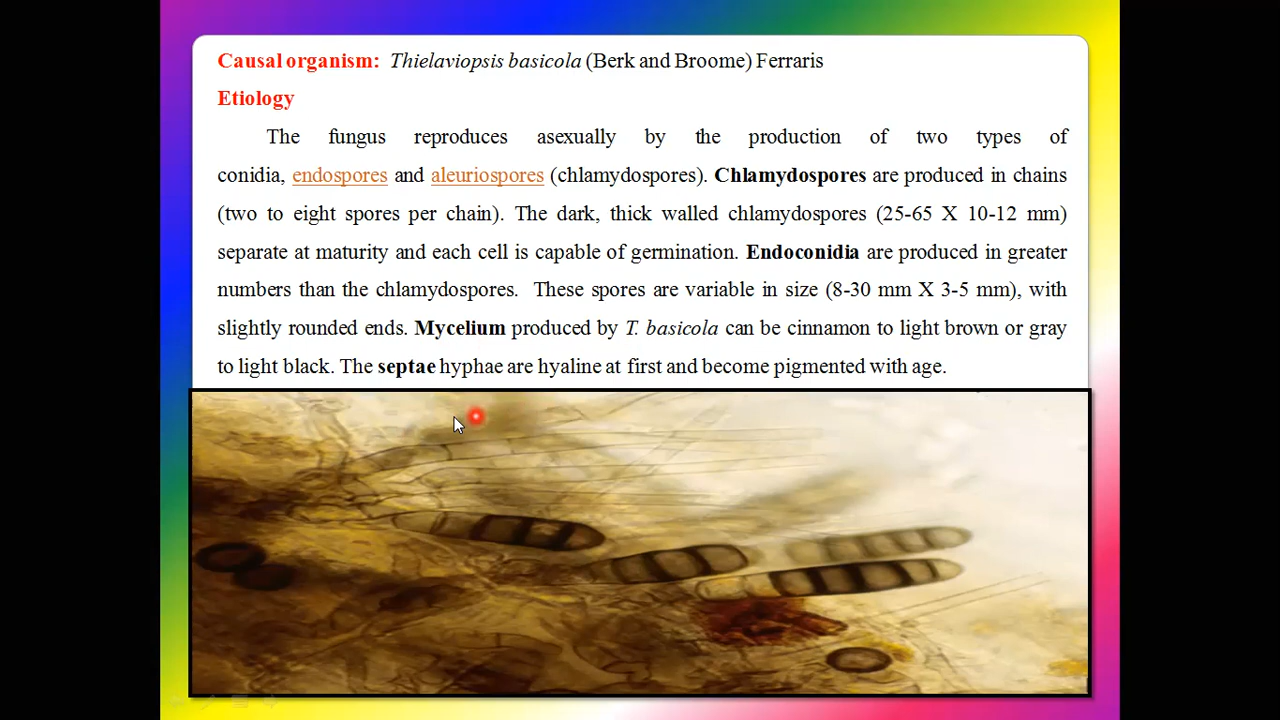 Causal organism: Thielaviopsis basicola (Berk and Broome) Ferraris
Etiology
The fungus reproduces asexually by the production of two types of
conidia, endospores and aleuriospores (chlamydospores). Chlamydospores are produced in chains
(two to eight spores per chain). The dark, thick walled chlamydospores (25-65 X 10-12 mm)
separate at maturity and each cell is capable of germination. Endoconidia are produced in greater
numbers than the chlamydospores. These spores are variable in size (8-30 mm X 3-5 mm), with
slightly rounded ends. Mycelium produced by T. basicola can be cinnamon to light brown or gray
to light black. The septae hyphae are hyaline at first and become pigmented with age.